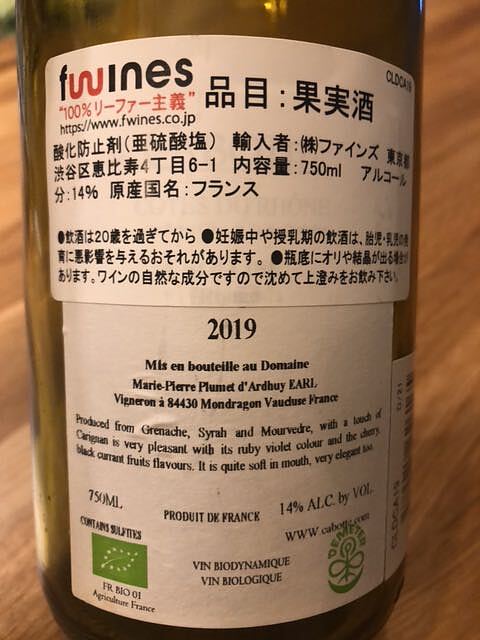 fwines
"100%リーファー主義"
https://www.fwines.co.jp
品目:果実酒
CLDCA19
酸化防止剤(亜硫酸塩) 輸入者:㈱ファインズ 東京都
渋谷区恵比寿4丁目6-1 内容量:750ml アルコール
分:14% 原産国名:フランス
●飲酒は20歳を過ぎてから ●妊娠中や授乳期の飲酒は、胎児・乳児の発
育に悪影響を与えるおそれがあります。 ●瓶底にオリや結晶が出る場合が
あります。ワインの自然な成分ですので沈めて上澄みをお飲み下さい。
2019
Mis en bouteille au Domaine
Marie-Pierre Plumet d'Ardhuy EARL
Vigneron à 84430 Mondragon Vaucluse France
Produced from Grenache, Syrah and Mourvedre, with a touch of
Carignan is very pleasant with its ruby violet colour and the cherry,
black currant fruits flavours. It is quite soft in mouth, very elegant too.
750ML
PRODUIT DE FRANCE
14% ALC. by VOL.
www.cabotte.com
CONTAINS SULFITES
FR BIO 01
Agriculture France
VIN BIODYNAMIQUE
VIN BIOLOGIQUE
DEMETER
CLDCA19
D/21